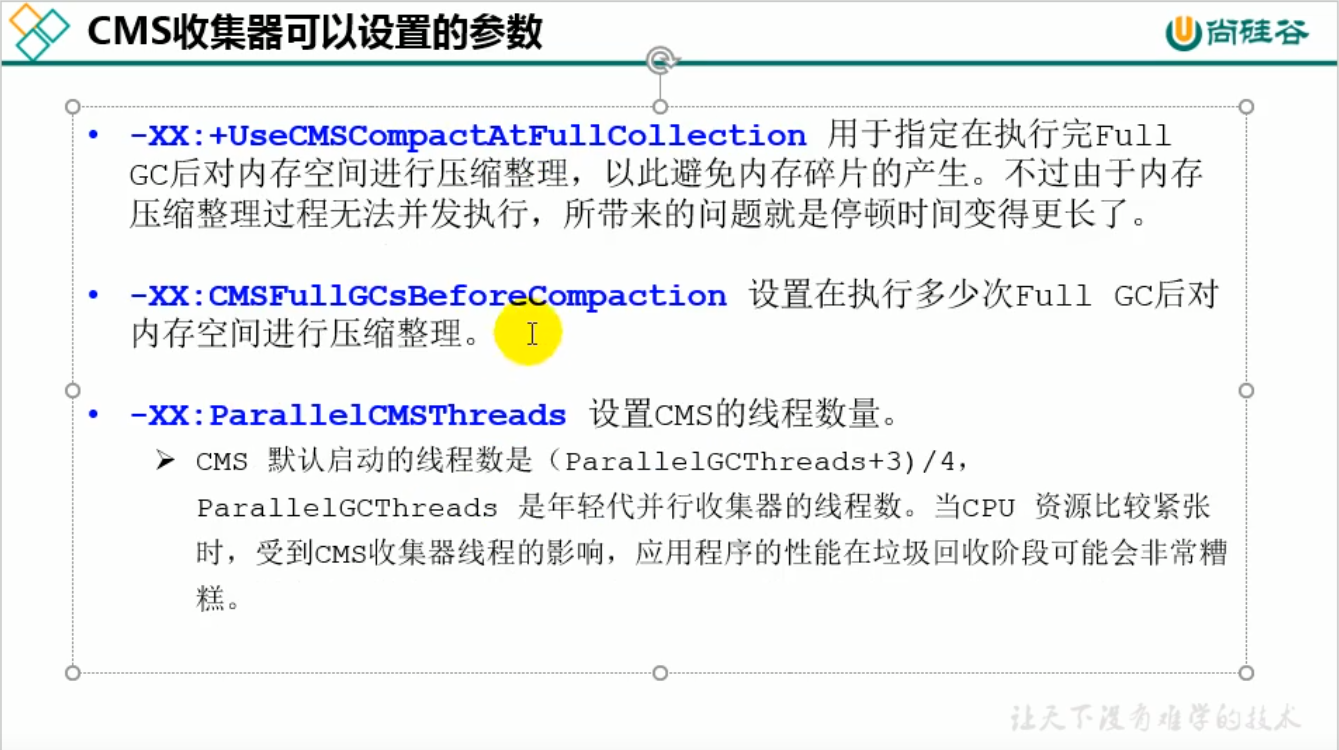 CMS收集器可以设置的参数
尚硅谷
• -XX:+UseCMSCompactAtFullCollection 用于指定在执行完Full
GC后对内存空间进行压缩整理，以此避免内存碎片的产生。不过由于内存
压缩整理过程无法并发执行，所带来的问题就是停顿时间变得更长了。
• -XX:CMSFullGCsBeforeCompaction 设置在执行多少次Full GC后对
内存空间进行压缩整理。
• -XX:ParallelCMSThreads 设置CMS的线程数量。
➢ CMS 默认启动的线程数是（ParallelGCThreads+3)/4，
ParallelGCThreads 是年轻代并行收集器的线程数。当CPU 资源比较紧张
时，受到CMS收集器线程的影响，应用程序的性能在垃圾回收阶段可能会非常糟
糕。
让天下没有难学的技术